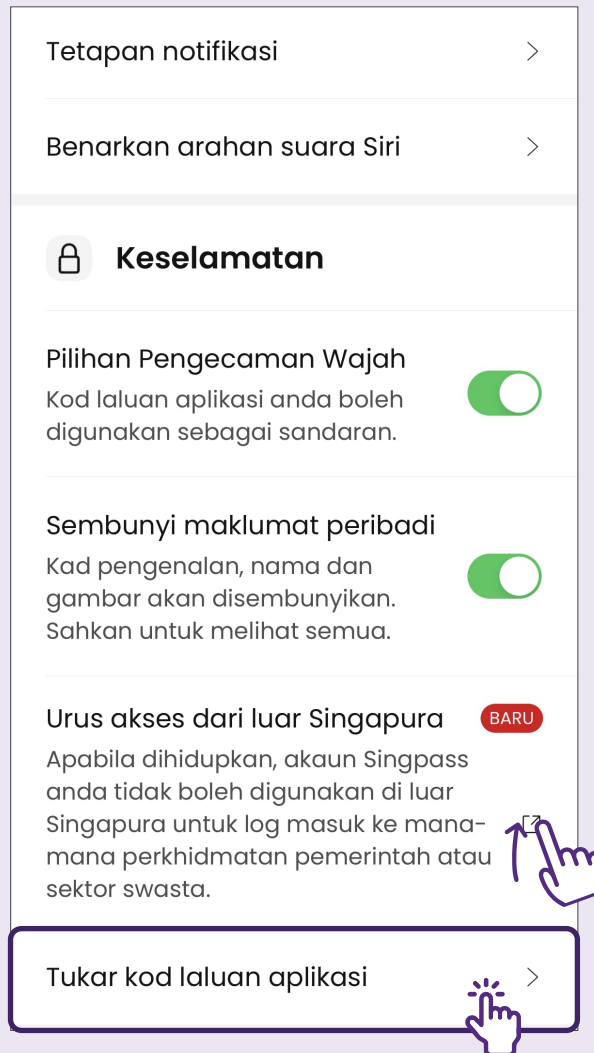 Tetapan notifikasi
Benarkan arahan suara Siri
Keselamatan
Pilihan Pengecaman Wajah
Kod laluan aplikasi anda boleh
digunakan sebagai sandaran.
Sembunyi maklumat peribadi
Kad pengenalan, nama dan
gambar akan disembunyikan.
Sahkan untuk melihat semua.
Urus akses dari luar Singapura
BARU
Apabila dihidupkan, akaun Singpass
anda tidak boleh digunakan di luar
Singapura untuk log masuk ke mana-
mana perkhidmatan pemerintah atau
sektor swasta.
Tukar kod laluan aplikasi